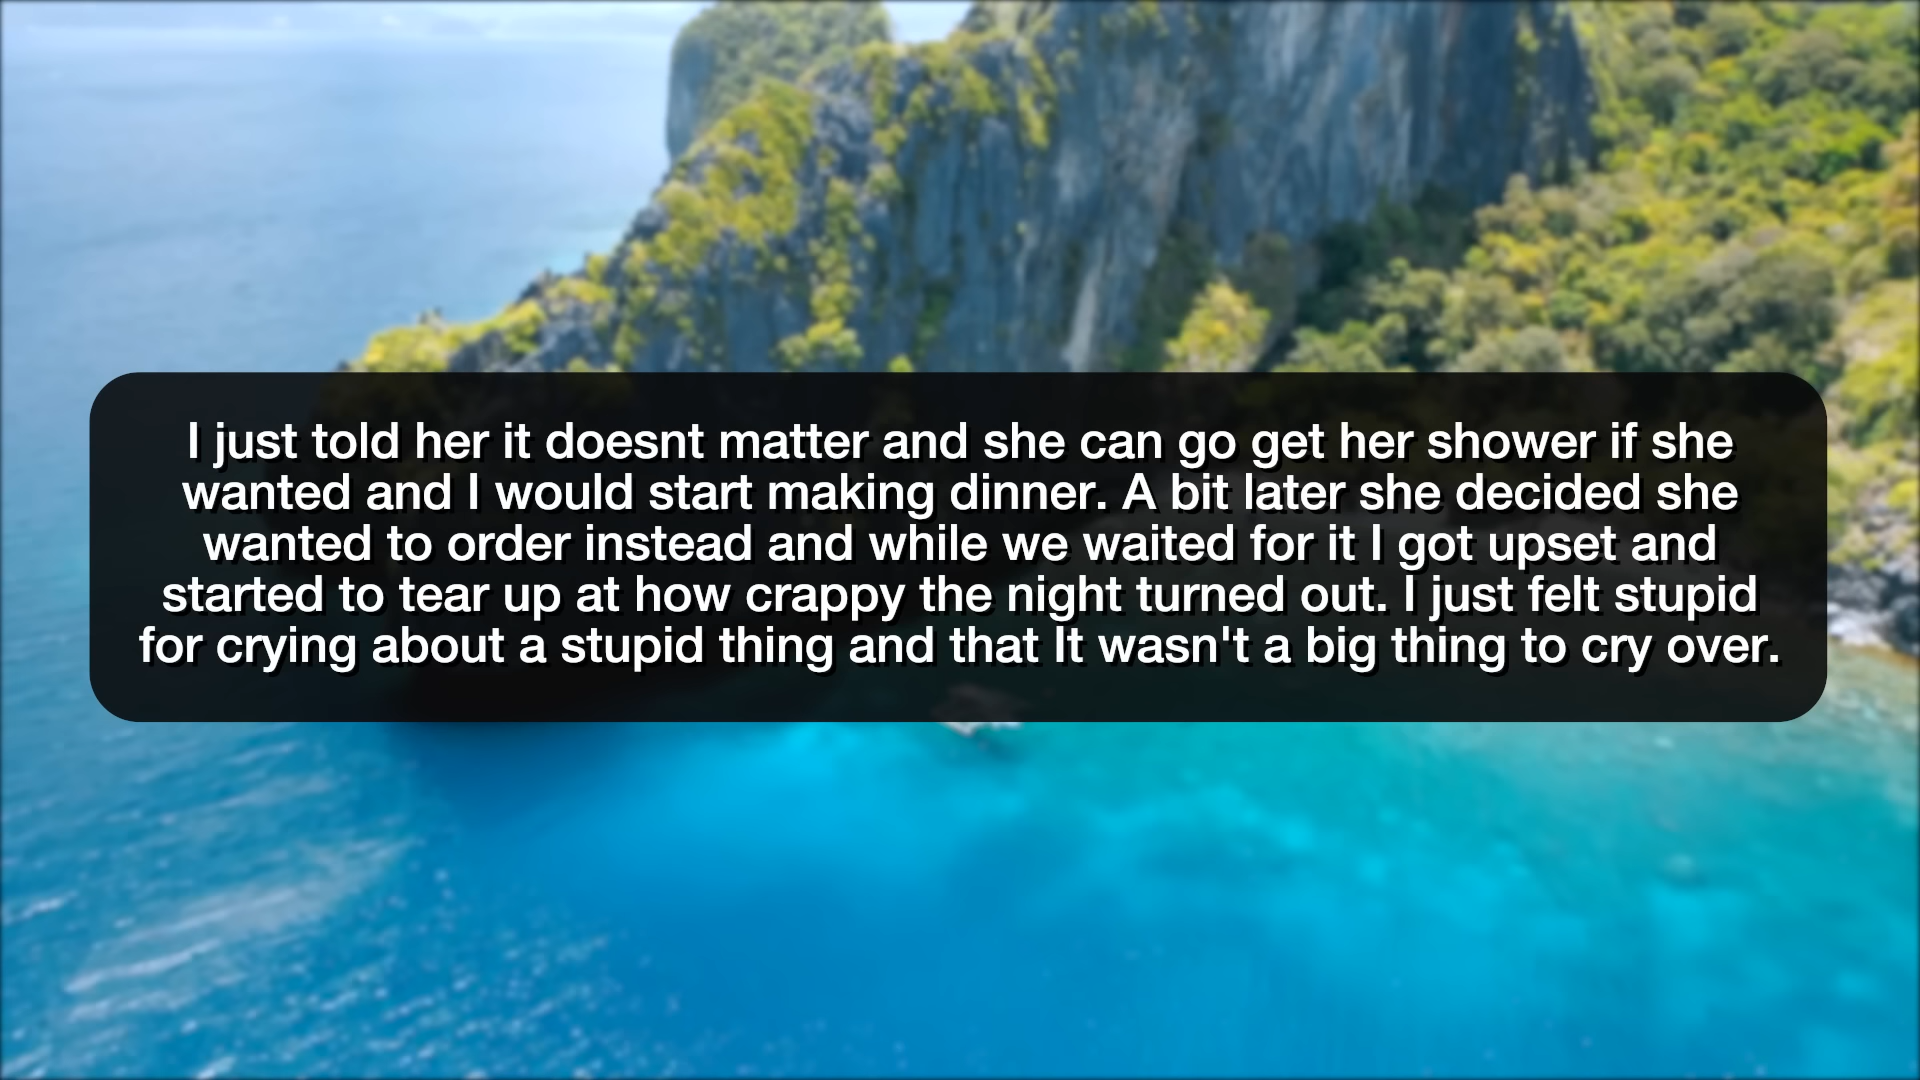 I just told her it doesnt matter and she can go get her shower if she
wanted and I would start making dinner. A bit later she decided she
wanted to order instead and while we waited for it I got upset and
started to tear up at how crappy the night turned out. I just felt stupid
for crying about a stupid thing and that It wasn't a big thing to cry over.